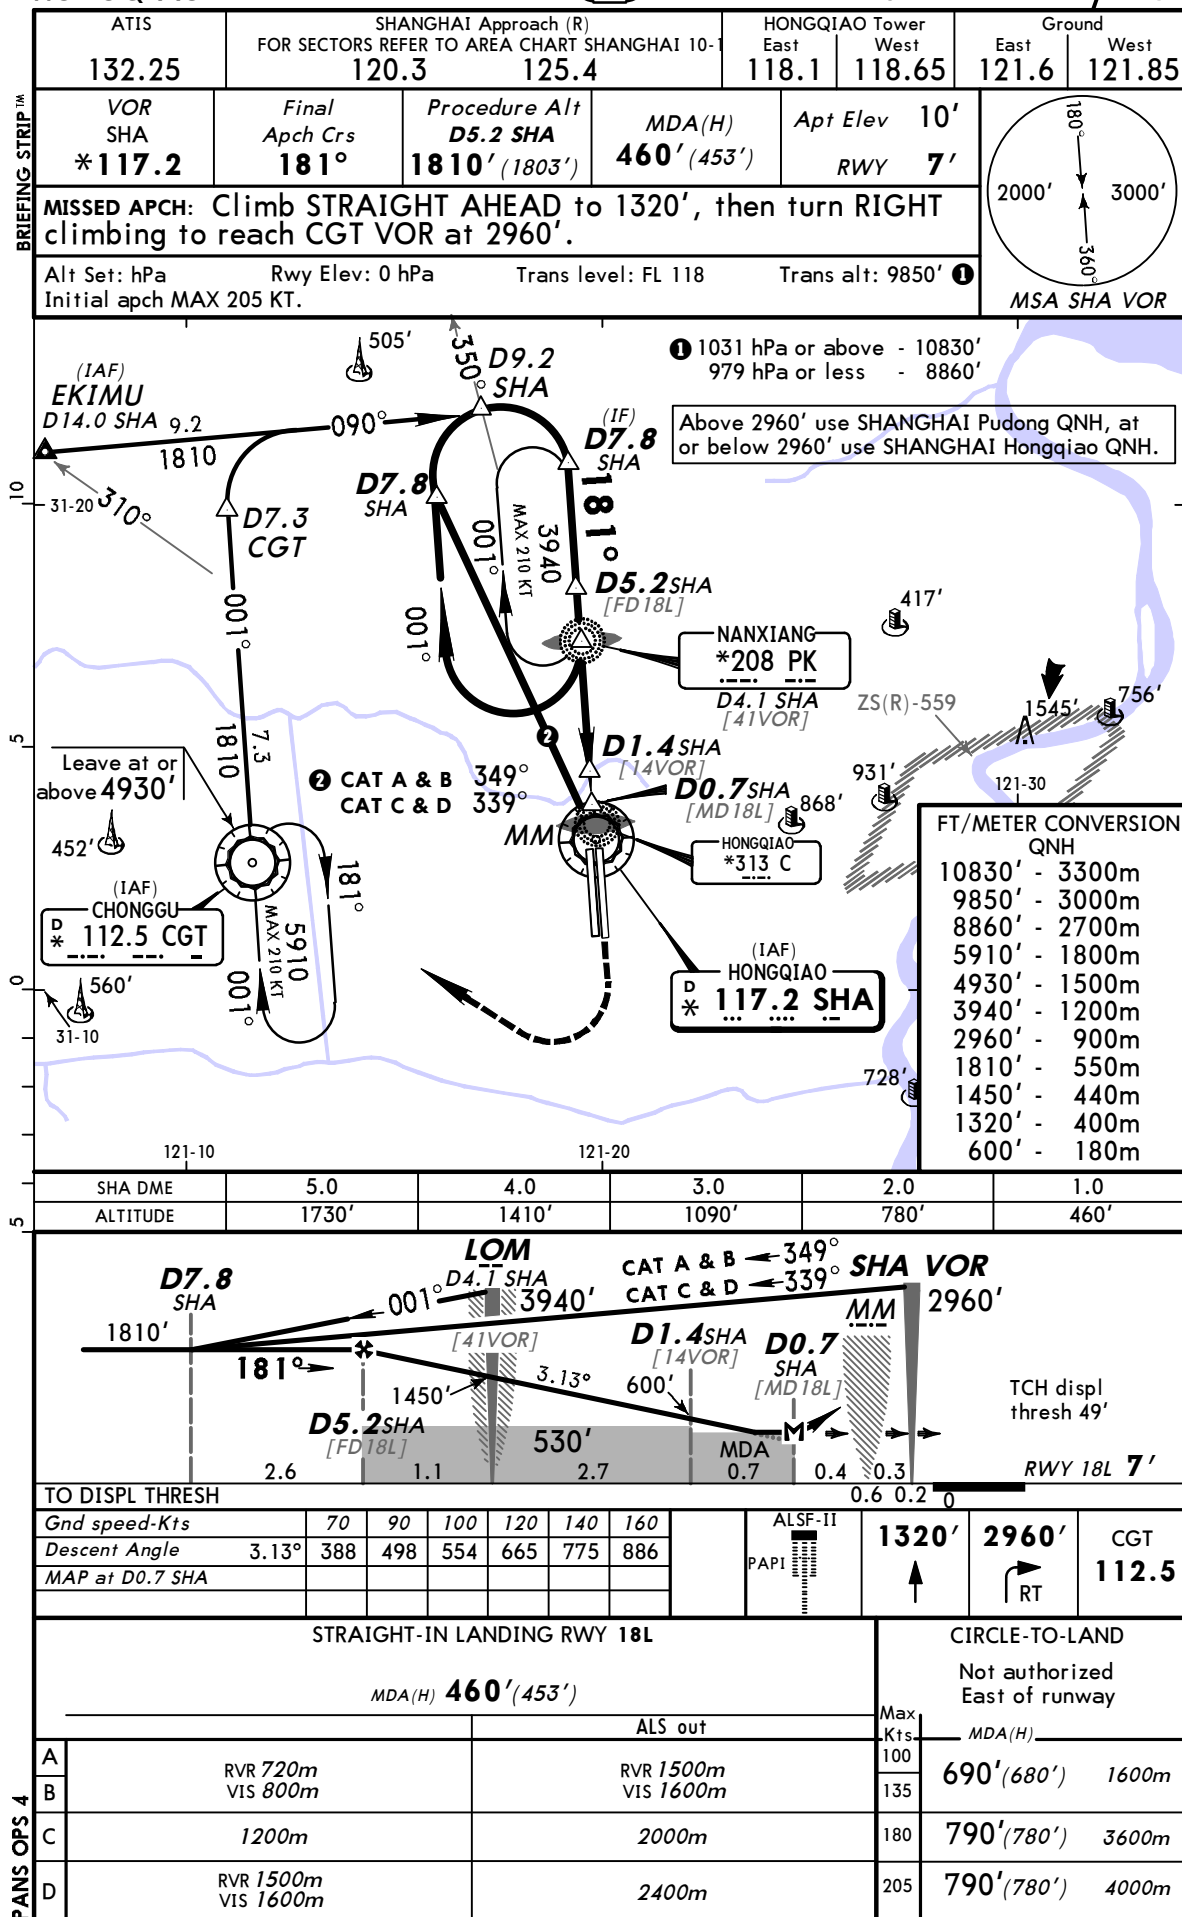 ATIS
132.25
SHANGHAI Approach (R)
FOR SECTORS REFER TO AREA CHART SHANGHAI 10-1
120.3 125.4
HONGQIAO Tower
East West
118.1 118.65
Ground
East West
121.6 121.85
BRIEFING STRIP™
VOR
SHA
*117.2
Final
Apch Crs
181°
Procedure Alt
D5.2 SHA
1810' (1803')
MDA(H)
460' (453')
Apt Elev 10'
RWY 7'
MISSED APCH: Climb STRAIGHT AHEAD to 1320', then turn RIGHT
climbing to reach CGT VOR at 2960'.
Alt Set: hPa Rwy Elev: 0 hPa Trans level: FL 118 Trans alt: 9850' 1
Initial apch MAX 205 KT.
180°
2000' 3000'
360°
MSA SHA VOR
505'
350°
D9.2
SHA
1 1031 hPa or above - 10830'
979 hPa or less - 8860'
Above 2960' use SHANGHAI Pudong QNH, at
or below 2960' use SHANGHAI Hongqiao QNH.
(IAF)
EKIMU
D14.0 SHA
9.2
1810
090°
(IF)
D7.8
SHA
D7.8
SHA
181°
10
31-20
310°
D7.3
CGT
001°
MAX 210 KT
3940
001°
001°
D5.2 SHA
[FD18L]
417'
NANXIANG
*208 PK
D4.1 SHA
[41VOR]
ZS(R)-559
1545'
756'
5
1810
7.3
2
D1.4 SHA
[14VOR]
Leave at or
above 4930'
2 CAT A & B 349°
CAT C & D 339°
D0.7 SHA
[MD18L]
931'
868'
121-30
452'
MM
HONGQIAO
*313 C
(IAF)
CHONGGU
D
* 112.5 CGT
181°
5910
MAX 210 KT
001°
560'
0
31-10
(IAF)
HONGQIAO
D
* 117.2 SHA
728'
FT/METER CONVERSION
QNH
10830' - 3300m
9850' - 3000m
8860' - 2700m
5910' - 1800m
4930' - 1500m
3940' - 1200m
2960' - 900m
1810' - 550m
1450' - 440m
1320' - 400m
600' - 180m
121-10
121-20
5
SHA DME 5.0 4.0 3.0 2.0 1.0
ALTITUDE 1730' 1410' 1090' 780' 460'
D7.8
SHA
1810'
LOM
D4.1 SHA
001°
3940'
[41VOR]
CAT A & B 349°
CAT C & D 339°
SHA VOR
2960'
MM
181°
1450'
3.13°
D1.4 SHA
[14VOR]
600'
D0.7
SHA
[MD18L]
M
TCH displ
thresh 49'
D5.2 SHA
[FD18L]
530'
MDA
RWY 18L 7'
2.6 1.1 2.7 0.7 0.4 0.3
TO DISPL THRESH 0.6 0.2 0
Gnd speed-Kts 70 90 100 120 140 160
Descent Angle 3.13° 388 498 554 665 775 886
MAP at D0.7 SHA
ALSF-II
PAPI
1320'
2960'
RT
CGT
112.5
STRAIGHT-IN LANDING RWY 18L
MDA(H) 460'(453')
ALS out
CIRCLE-TO-LAND
Not authorized
East of runway
Max
Kts
MDA(H)
A
B
RVR 720m
VIS 800m
RVR 1500m
VIS 1600m
100
135
690'(680') 1600m
C 1200m 2000m 180 790'(780') 3600m
D
RVR 1500m
VIS 1600m
2400m
205 790'(780') 4000m
PANS OPS 4